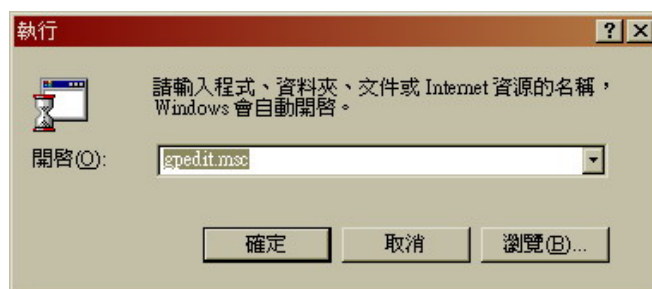 執行
請輸入程式、資料夾、文件或 Internet 資源的名稱，
Windows 會自動開啓。
開啓(O):
gpedit.msc
確定
取消
瀏覽(B)...